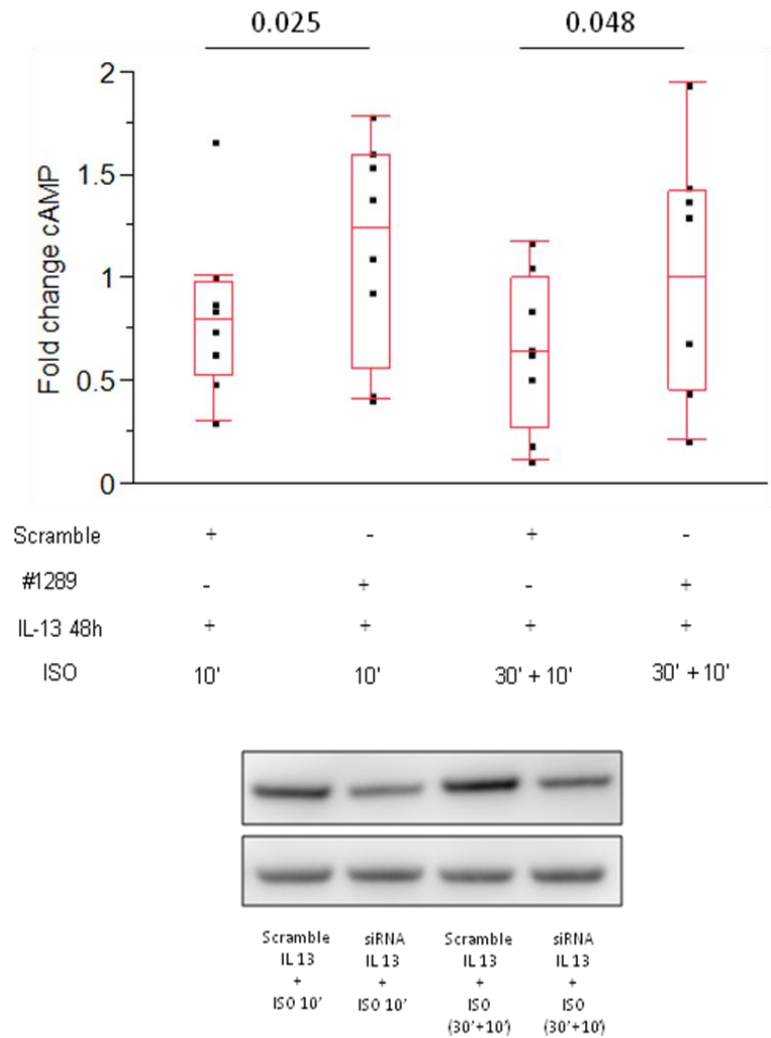 0.025 0.048
2
1.5
1
0.5
0
Fold change cAMP
Scramble + - + -
#1289 - + - +
IL-13 48h + + + +
ISO 10' 10' 30' + 10' 30' + 10'
Scramble siRNA Scramble siRNA
IL 13 IL 13 IL 13 IL 13
+ + + +
ISO 10' ISO 10' ISO ISO
(30'+10') (30'+10')